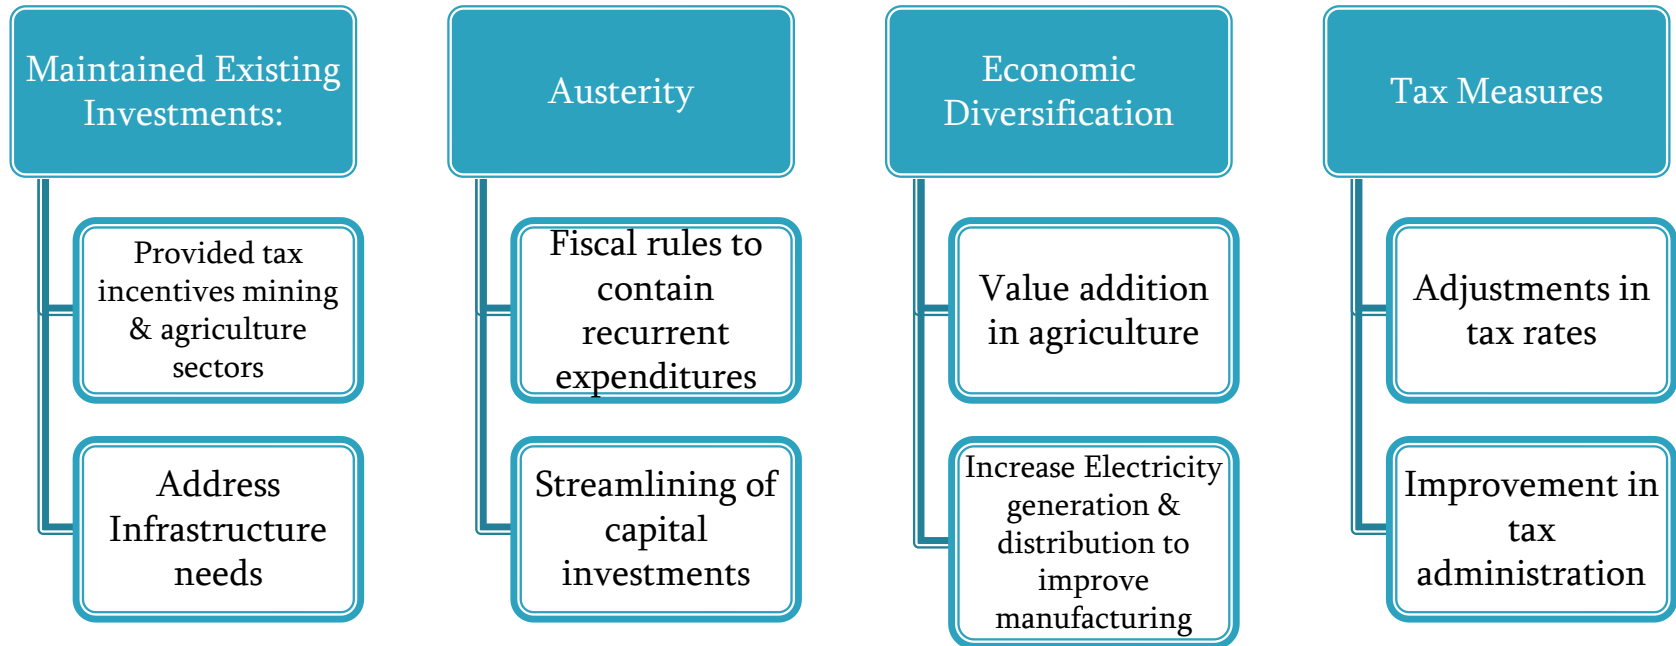 Maintained Existing
Investments:
Provided tax
incentives mining
& agriculture
sectors
Address
Infrastructure
needs
Austerity
Fiscal rules to
contain
recurrent
expenditures
Streamlining of
capital
investments
Economic
Diversification
Value addition
in agriculture
Increase Electricity
generation &
distribution to
improve
manufacturing
Tax Measures
Adjustments in
tax rates
Improvement in
tax
administration